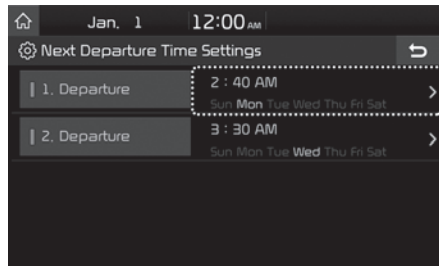 Jan. 1 12:00 AM
Next Departure Time Settings
1. Departure
2 : 40 AM
Sun Mon Tue Wed Thu Fri Sat
2. Departure
3 : 30 AM
Sun Mon Tue Wed Thu Fri Sat